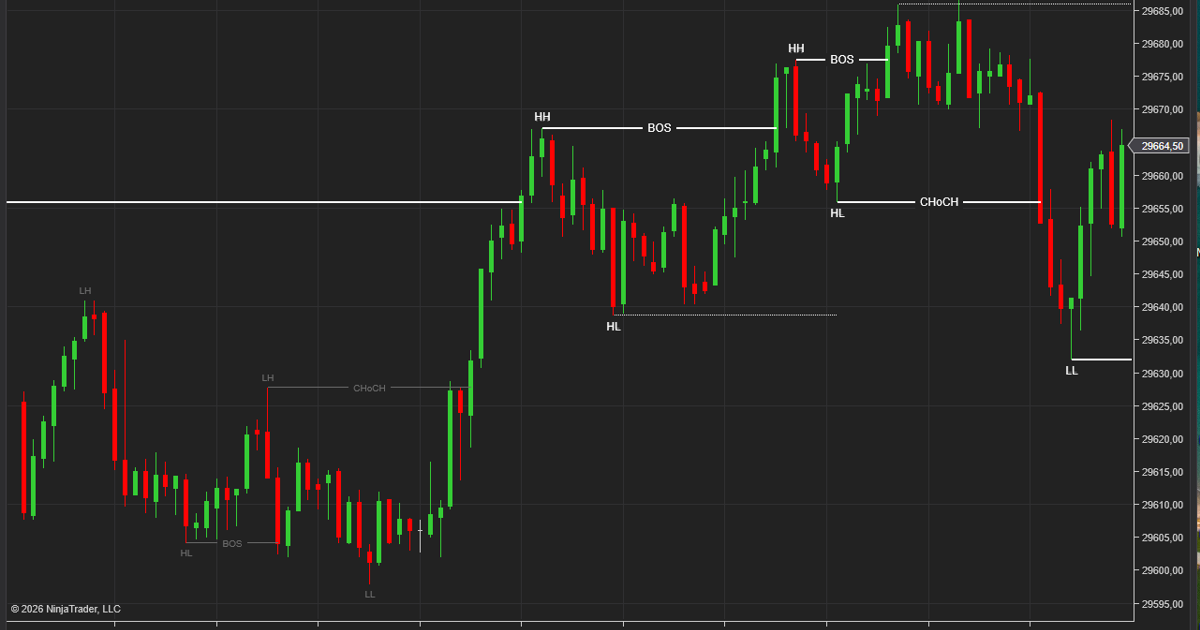 29685,00
HH
BOS
29680,00
29675,00
29670,00
HH
BOS
29664,50
29660,00
29655,00
CHoCH
HL
29650,00
29645,00
LH
29640,00
HL
29635,00
29630,00
LL
LH
CHoCH
29625,00
29620,00
29615,00
29610,00
29605,00
BOS
HL
29600,00
LL
29595,00
© 2026 NinjaTrader, LLC